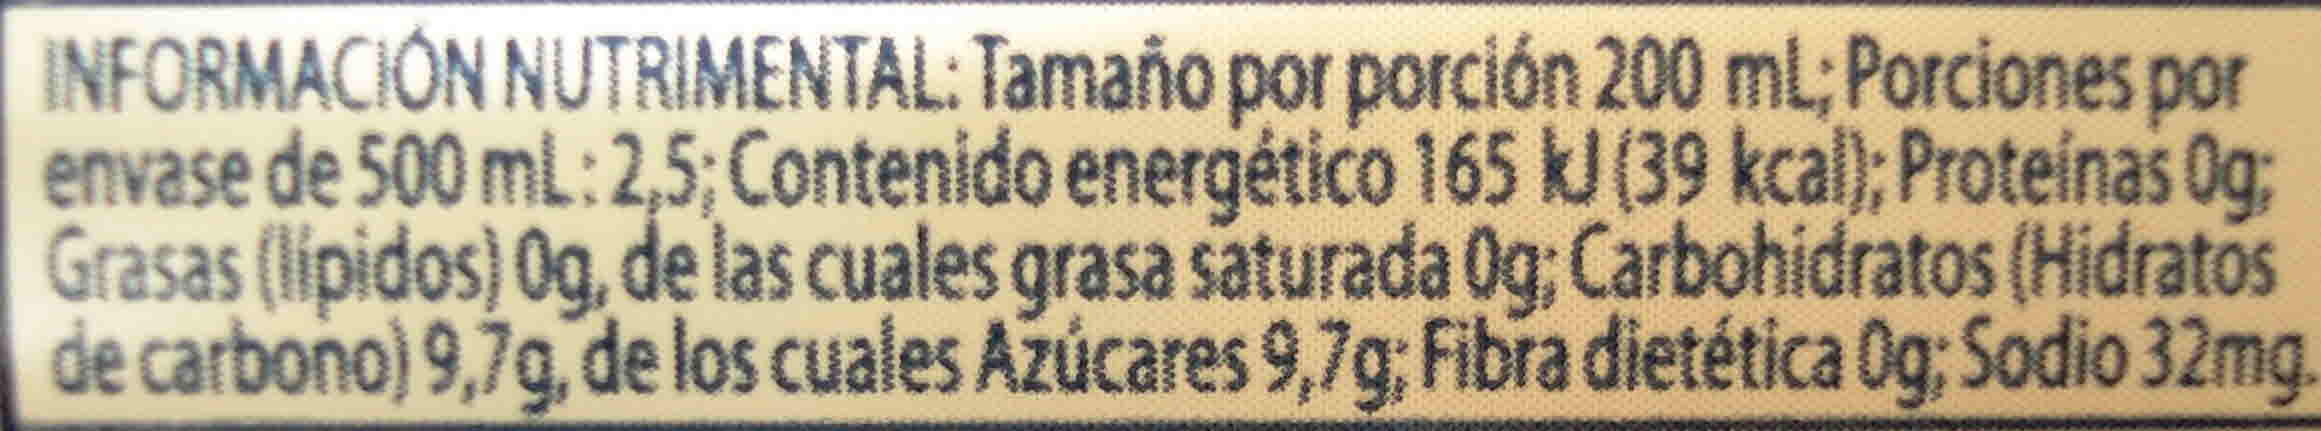 INFORMACIÓN NUTRIMENTAL: Tamaño por porción 200 mL; Porciones por
envase de 500 mL: 2,5; Contenido energético 165 kJ (39 kcal); Proteínas 0g;
Grasas (lípidos) 0g, de las cuales grasa saturada 0g; Carbohidratos (Hidratos
de carbono) 9,7g, de los cuales Azúcares 9,7g; Fibra dietética 0g; Sodio 32mg.